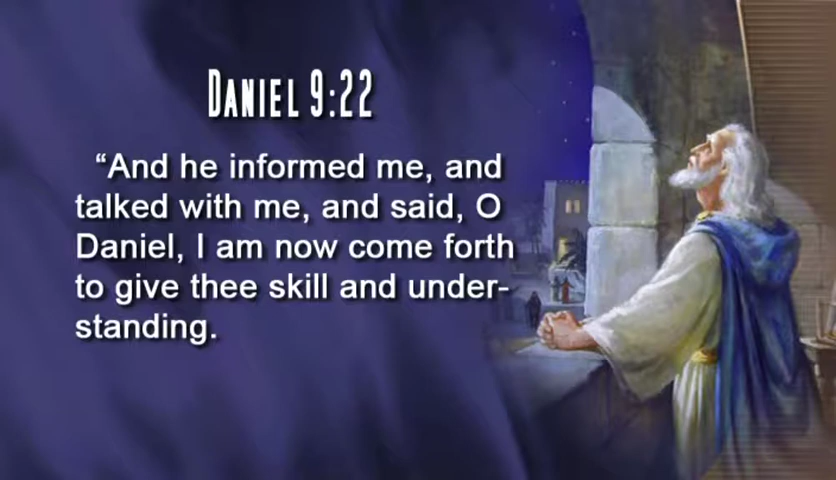 DANIEL 9:22
“And he informed me, and
talked with me, and said, O
Daniel, I am now come forth
to give thee skill and under-
standing.